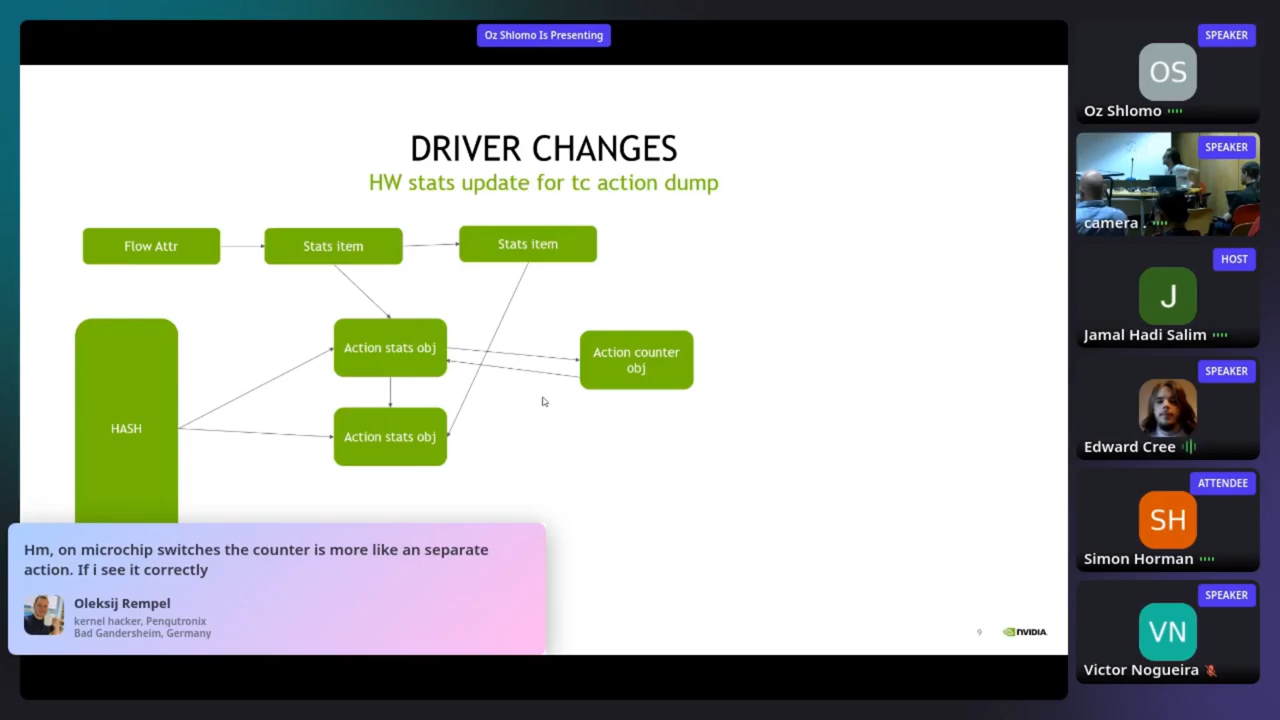 Oz Shlomo Is Presenting
DRIVER CHANGES
HW stats update for tc action dump
Flow Attr
Stats item
Stats item
Action stats obj
Action counter
obj
HASH
Action stats obj
Hm, on microchip switches the counter is more like an separate
action. If i see it correctly
Oleksij Rempel
kernel hacker, Pengutronix
Bad Gandersheim, Germany
9
NVIDIA.
SPEAKER
OS
Oz Shlomo
SPEAKER
camera .
HOST
J
Jamal Hadi Salim
SPEAKER
Edward Cree
ATTENDEE
SH
Simon Horman
SPEAKER
VN
Victor Nogueira